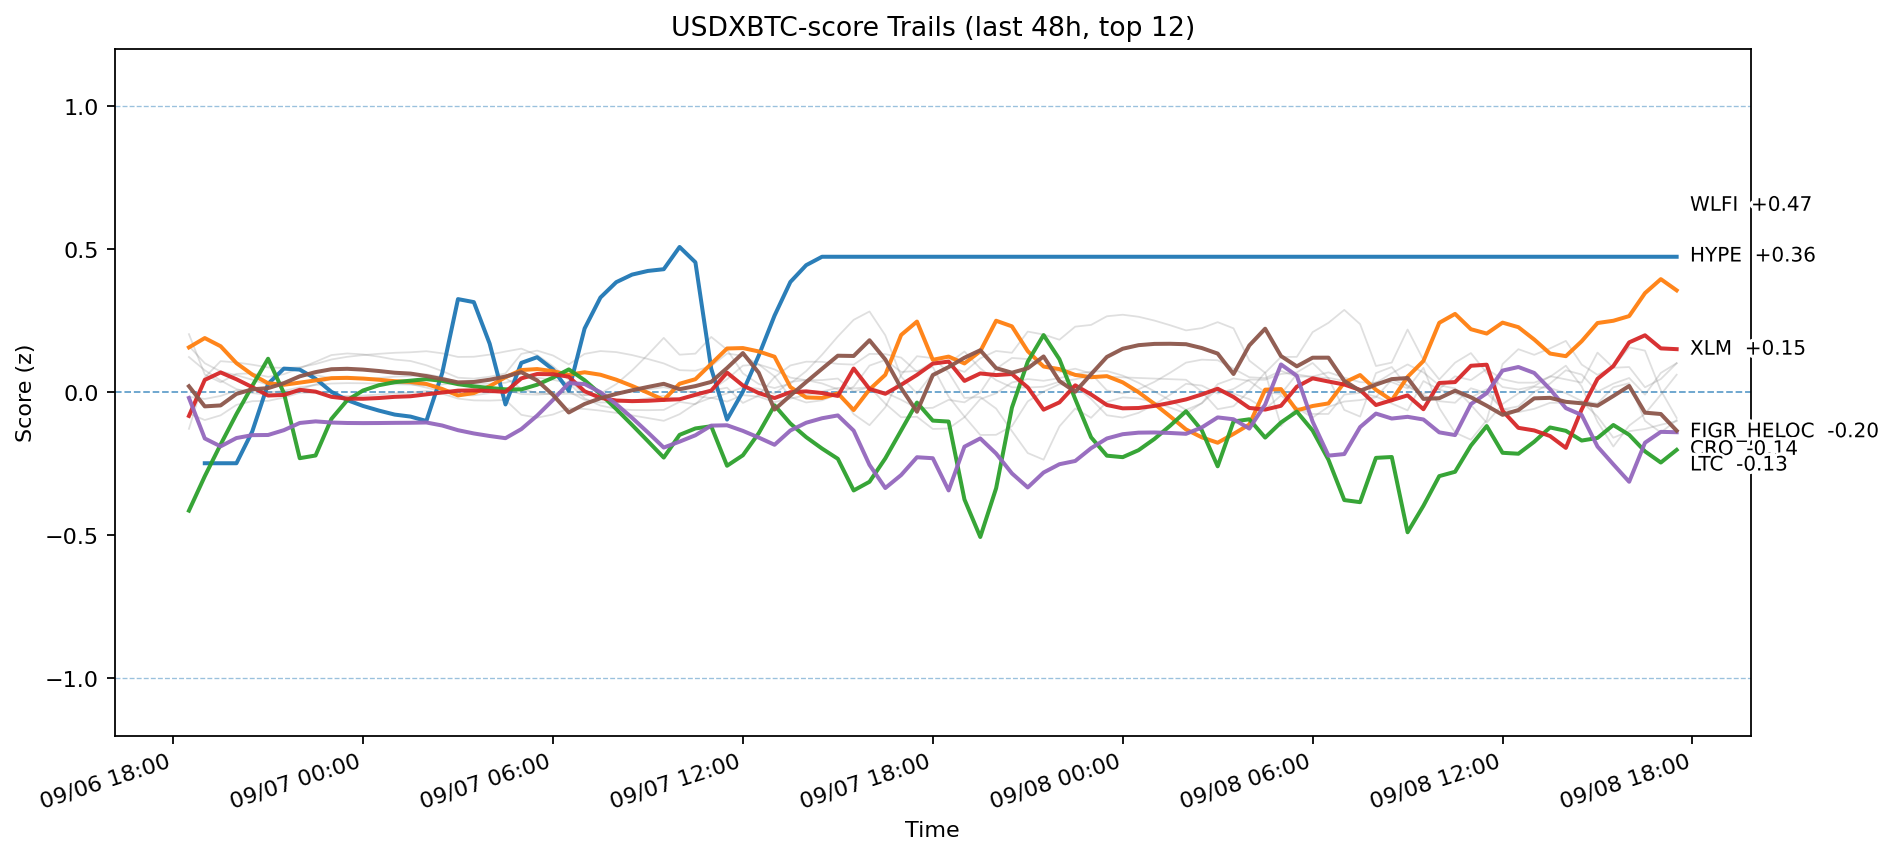 USDXBTC-score Trails (last 48h, top 12)
Score (z)
1.0
0.5
0.0
−0.5
−1.0
WLFI +0.47
HYPE +0.36
XLM +0.15
FIGR_HELOC -0.20
CRO -0.14
LTC -0.13
09/06 18:00
09/07 00:00
09/07 06:00
09/07 12:00
09/07 18:00
09/08 00:00
09/08 06:00
09/08 12:00
09/08 18:00
Time